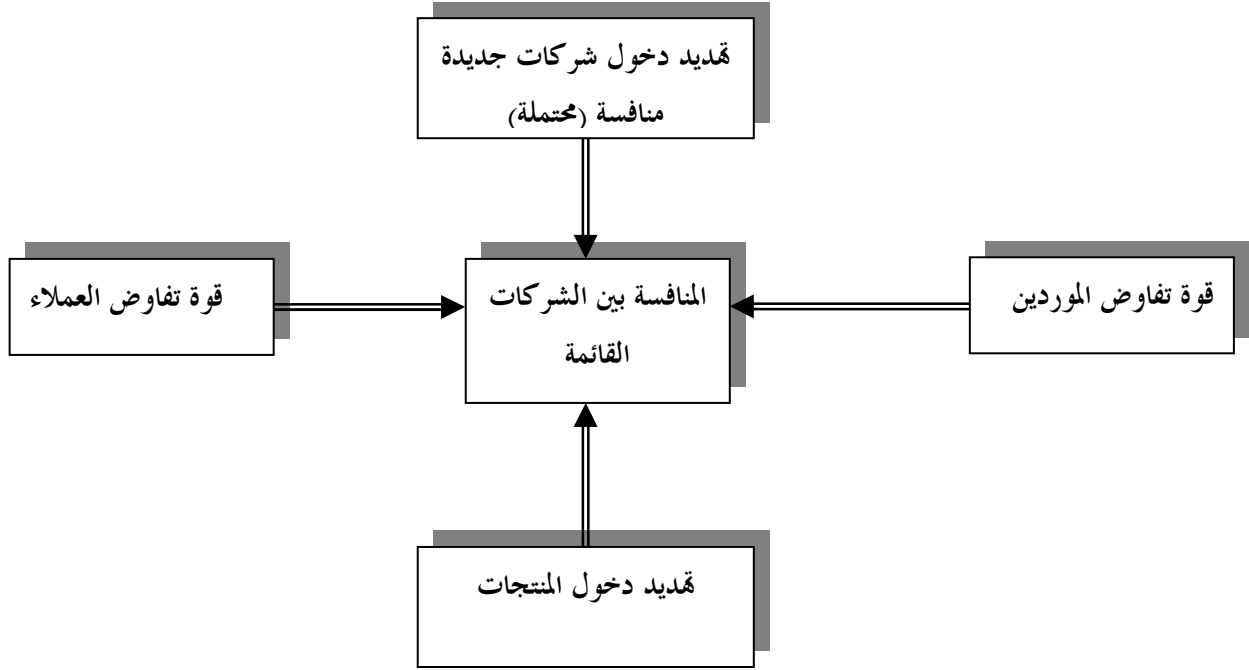 تهديد دخول شركات جديدة
منافسة (محتملة)
قوة تفاوض الموردين
المنافسة بين الشركات
القائمة
قوة تفاوض العملاء
تهديد دخول المنتجات